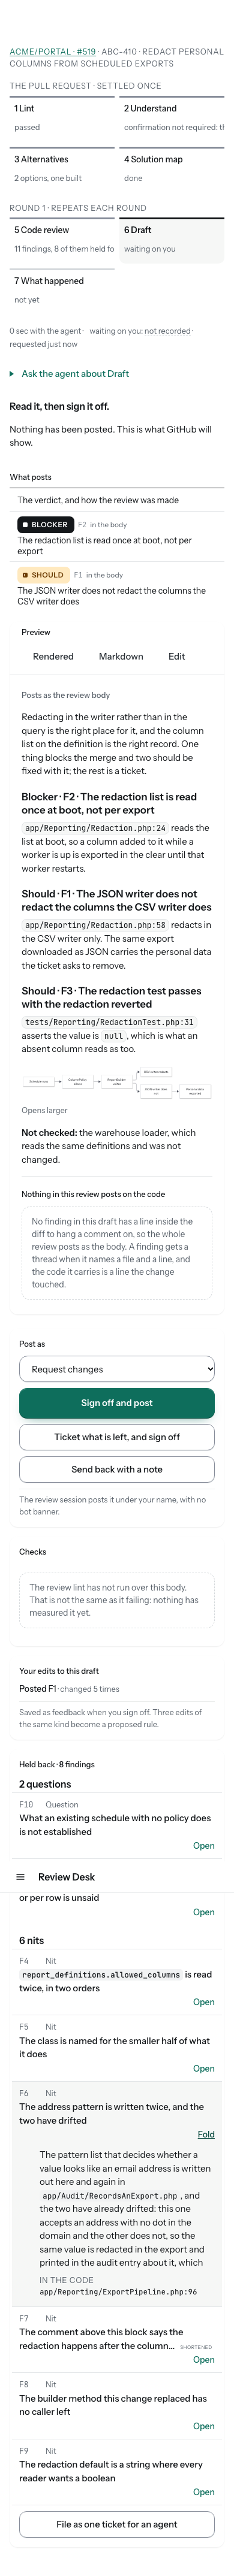 ACME/PORTAL · #519 · ABC-410 · REDACT PERSONAL
COLUMNS FROM SCHEDULED EXPORTS
THE PULL REQUEST · SETTLED ONCE
1 Lint
passed
2 Understand
confirmation not required: th
3 Alternatives
2 options, one built
4 Solution map
done
ROUND 1 · REPEATS EACH ROUND
5 Code review
11 findings, 8 of them held fo
6 Draft
waiting on you
7 What happened
not yet
0 sec with the agent · waiting on you: not recorded ·
requested just now
Ask the agent about Draft
Read it, then sign it off.
Nothing has been posted. This is what GitHub will
show.
What posts
The verdict, and how the review was made
BLOCKER F2 in the body
The redaction list is read once at boot, not per
export
SHOULD F1 in the body
The JSON writer does not redact the columns the
CSV writer does
Preview
Rendered Markdown Edit
Posts as the review body
Redacting in the writer rather than in the
query is the right place for it, and the column
list on the definition is the right record. One
thing blocks the merge and two should be
fixed with it; the rest is a ticket.
Blocker · F2 · The redaction list is read
once at boot, not per export
app/Reporting/Redaction.php:24 reads the
list at boot, so a column added to it while a
worker is up is exported in the clear until that
worker restarts.
Should · F1 · The JSON writer does not
redact the columns the CSV writer does
app/Reporting/Redaction.php:58 redacts in
the CSV writer only. The same export
downloaded as JSON carries the personal data
the ticket asks to remove.
Should · F3 · The redaction test passes
with the redaction reverted
tests/Reporting/RedactionTest.php:31
asserts the value is null, which is what an
absent column reads as too.
Opens larger
Not checked: the warehouse loader, which
reads the same definitions and was not
changed.
Nothing in this review posts on the code
No finding in this draft has a line inside the
diff to hang a comment on, so the whole
review posts as the body. A finding gets a
thread when it names a file and a line, and
the code it carries is a line the change
touched.
Post as
Request changes
Sign off and post
Ticket what is left, and sign off
Send back with a note
The review session posts it under your name, with no
bot banner.
Checks
The review lint has not run over this body.
That is not the same as it failing: nothing has
measured it yet.
Your edits to this draft
Posted F1 · changed 5 times
Saved as feedback when you sign off. Three edits of
the same kind become a proposed rule.
Held back · 8 findings
2 questions
F10 Question
What an existing schedule with no policy does
is not established
Open
Review Desk
or per row is unsaid
Open
6 nits
F4 Nit
report_definitions.allowed_columns is read
twice, in two orders
Open
F5 Nit
The class is named for the smaller half of what
it does
Open
F6 Nit
The address pattern is written twice, and the
two have drifted
Fold
The pattern list that decides whether a
value looks like an email address is written
out here and again in
app/Audit/RecordsAnExport.php, and
the two have already drifted: this one
accepts an address with no dot in the
domain and the other does not, so the
same value is redacted in the export and
printed in the audit entry about it, which
IN THE CODE
app/Reporting/ExportPipeline.php:96
F7 Nit
The comment above this block says the
redaction happens after the column… SHORTENED
Open
F8 Nit
The builder method this change replaced has
no caller left
Open
F9 Nit
The redaction default is a string where every
reader wants a boolean
Open
File as one ticket for an agent